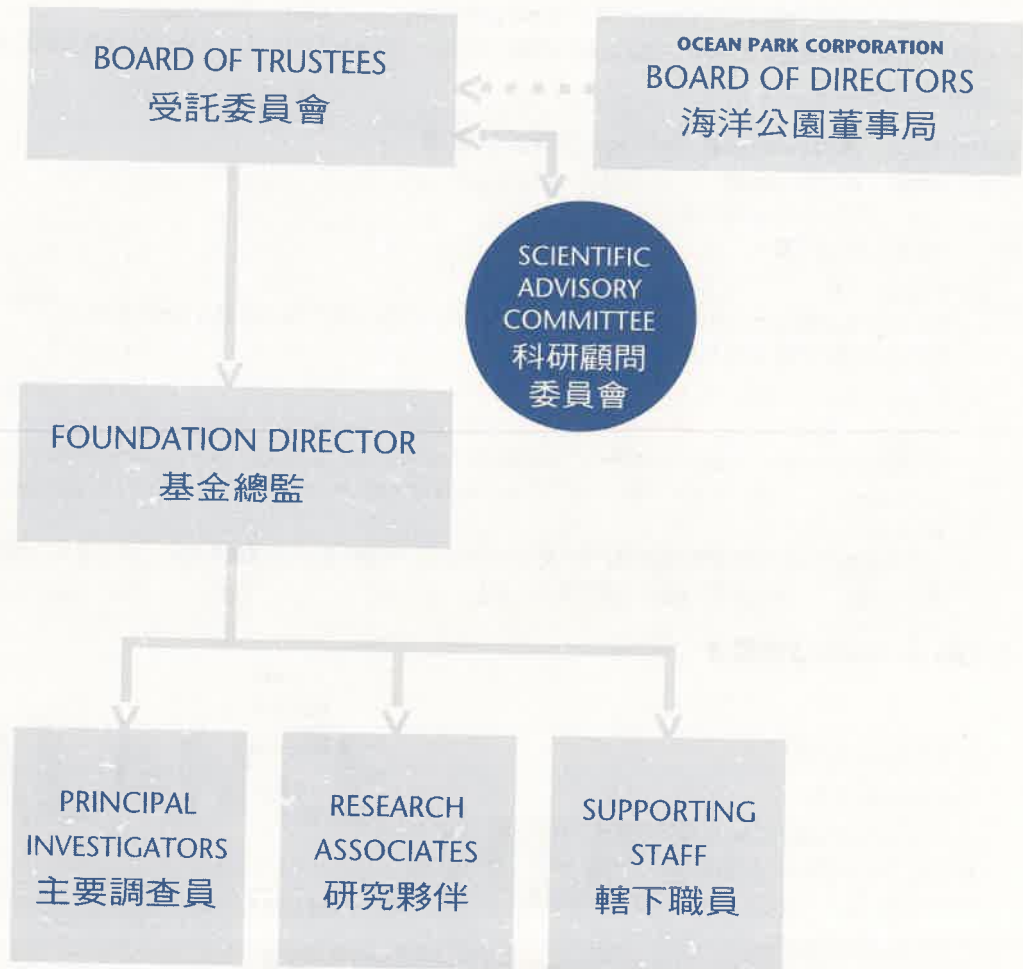 BOARD OF TRUSTEES
受託委員會
OCEAN PARK CORPORATION
BOARD OF DIRECTORS
海洋公園董事局
SCIENTIFIC
ADVISORY
COMMITTEE
科研顧問
委員會
FOUNDATION DIRECTOR
基金總監
PRINCIPAL
INVESTIGATORS
主要調查員
RESEARCH
ASSOCIATES
研究夥伴
SUPPORTING
STAFF
轄下職員